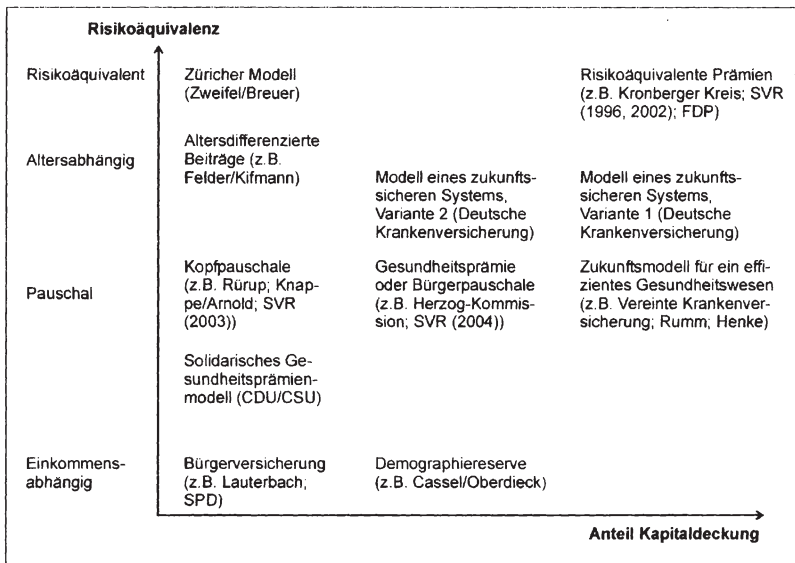 Risikoäquivalenz
Risikoäquivalent
Züricher Modell
(Zweifel/Breuer)
Risikoäquivalente Prämien
(z.B. Kronberger Kreis; SVR
(1996, 2002); FDP)
Altersabhängig
Altersdifferenzierte
Beiträge (z.B.
Felder/Kifmann)
Modell eines zukunfts-
sicheren Systems,
Variante 2 (Deutsche
Krankenversicherung)
Modell eines zukunfts-
sicheren Systems,
Variante 1 (Deutsche
Krankenversicherung)
Pauschal
Kopfpauschale
(z.B. Rürup; Knap-
pe/Arnold; SVR
(2003))
Gesundheitsprämie
oder Bürgerpauschale
(z.B. Herzog-Kommis-
sion; SVR (2004))
Zukunftsmodell für ein effi-
zientes Gesundheitswesen
(z.B. Vereinte Krankenver-
sicherung; Rumm; Henke)
Solidarisches Ge-
sundheitsprämien-
modell (CDU/CSU)
Einkommens-
abhängig
Bürgerversicherung
(z.B. Lauterbach;
SPD)
Demographiereserve
(z.B. Cassel/Oberdieck)
Anteil Kapitaldeckung